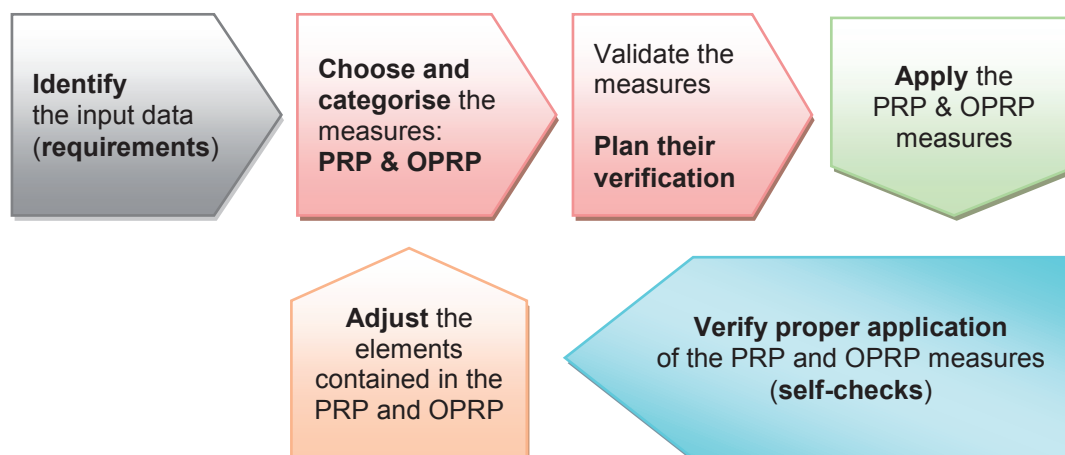 Identify
the input data
(requirements)
Choose and
categorise the
measures:
PRP & OPRP
Validate the
measures
Plan their
verification
Apply the
PRP & OPRP
measures
Verify proper application
of the PRP and OPRP measures
(self-checks)
Adjust the
elements
contained in the
PRP and OPRP